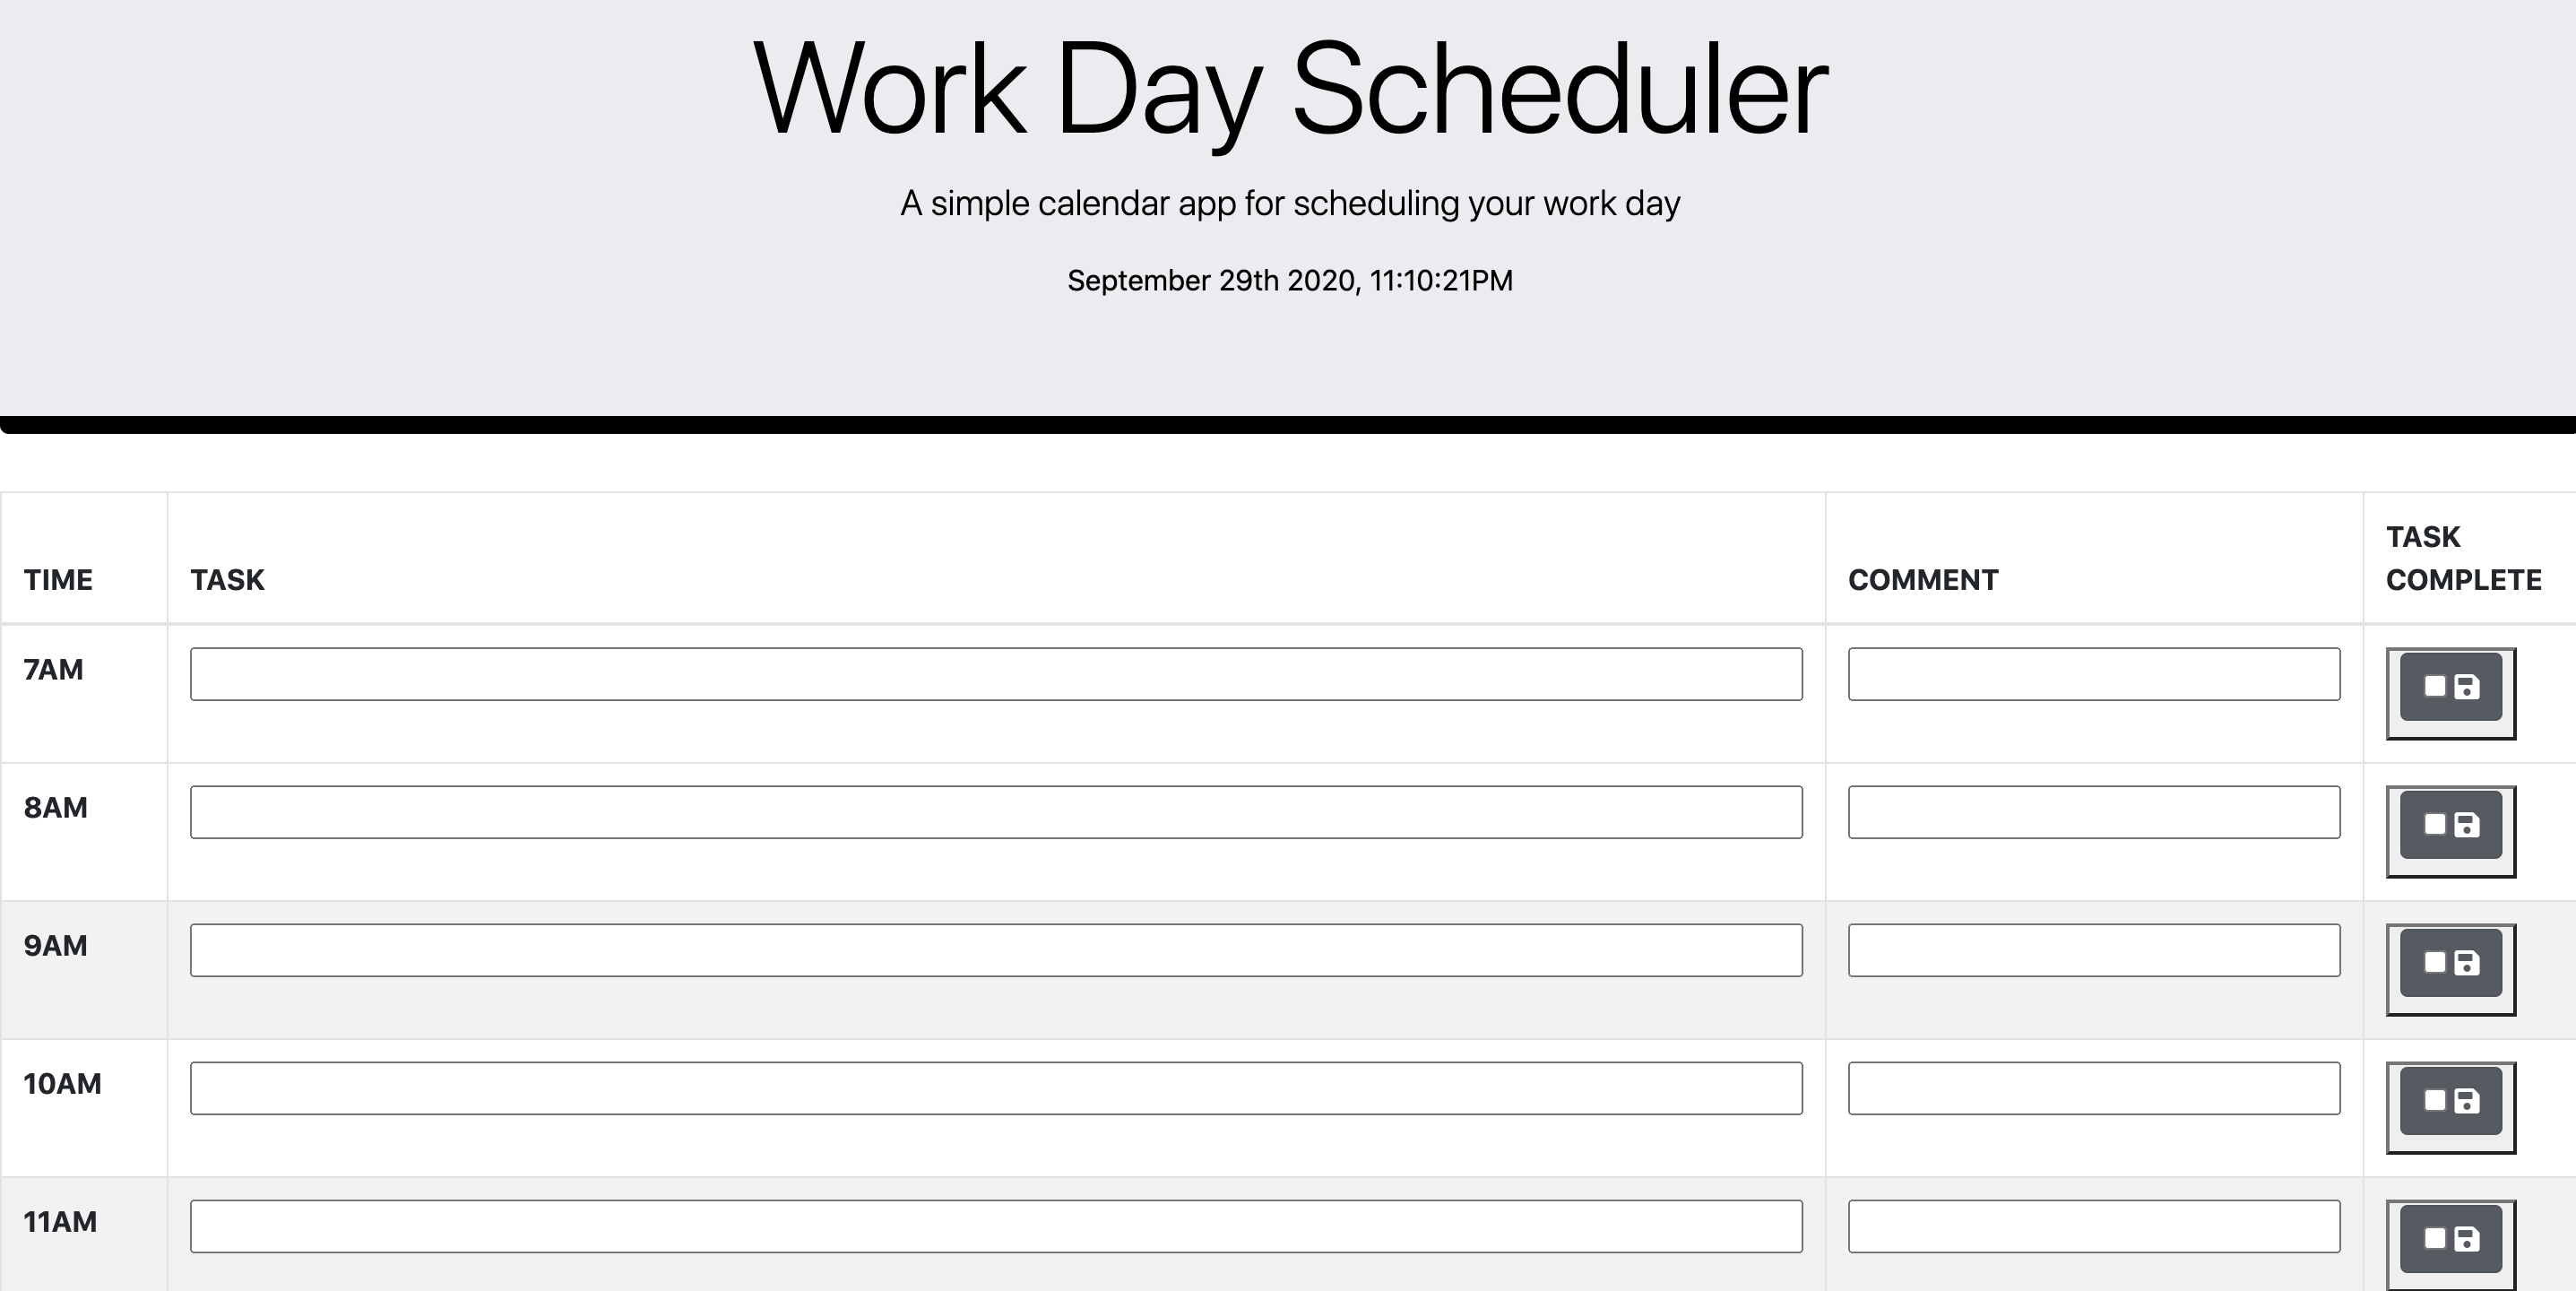 Work Day Scheduler
A simple calendar app for scheduling your work day
September 29th 2020, 11:10:21PM
TIME
TASK
COMMENT
TASK
COMPLETE
7AM
8AM
9AM
10AM
11AM